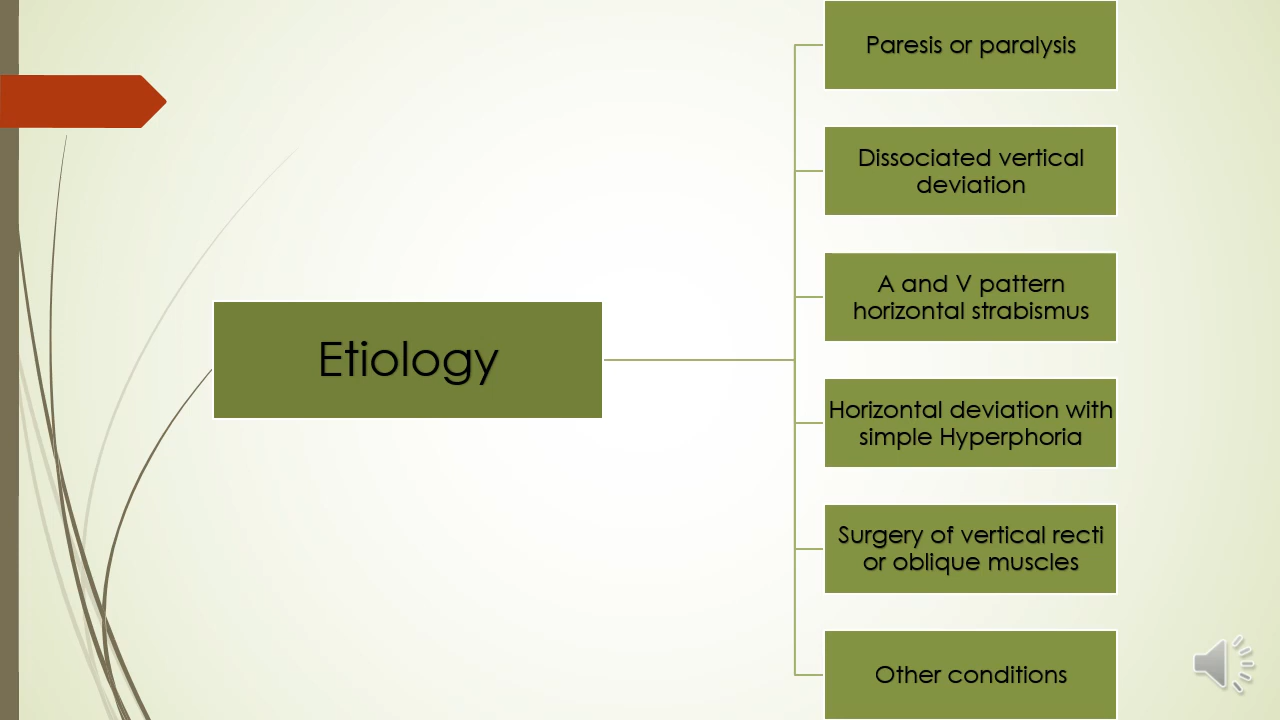 Etiology
Paresis or paralysis
Dissociated vertical
deviation
A and V pattern
horizontal strabismus
Horizontal deviation with
simple Hyperphoria
Surgery of vertical recti
or oblique muscles
Other conditions